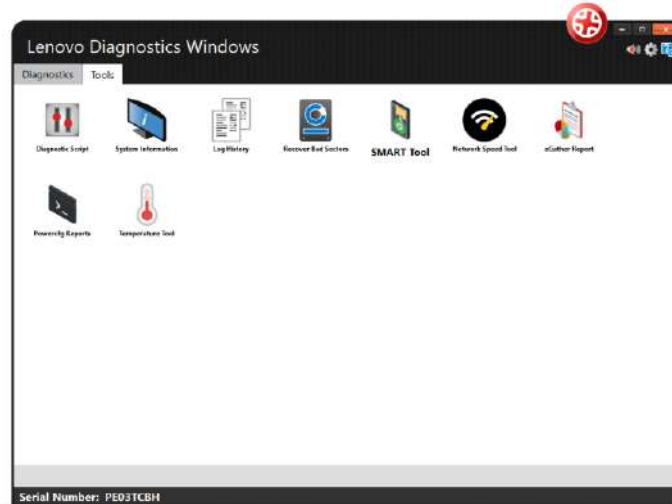 Lenovo Diagnostics Windows
Diagnostics Tools
Diagnostic Script System Information Log History Recover Bad Sectors SMART Tool Network Speed Tool eGather Report
Powercfg Reports Temperature Tool
Serial Number: PE03TCBH